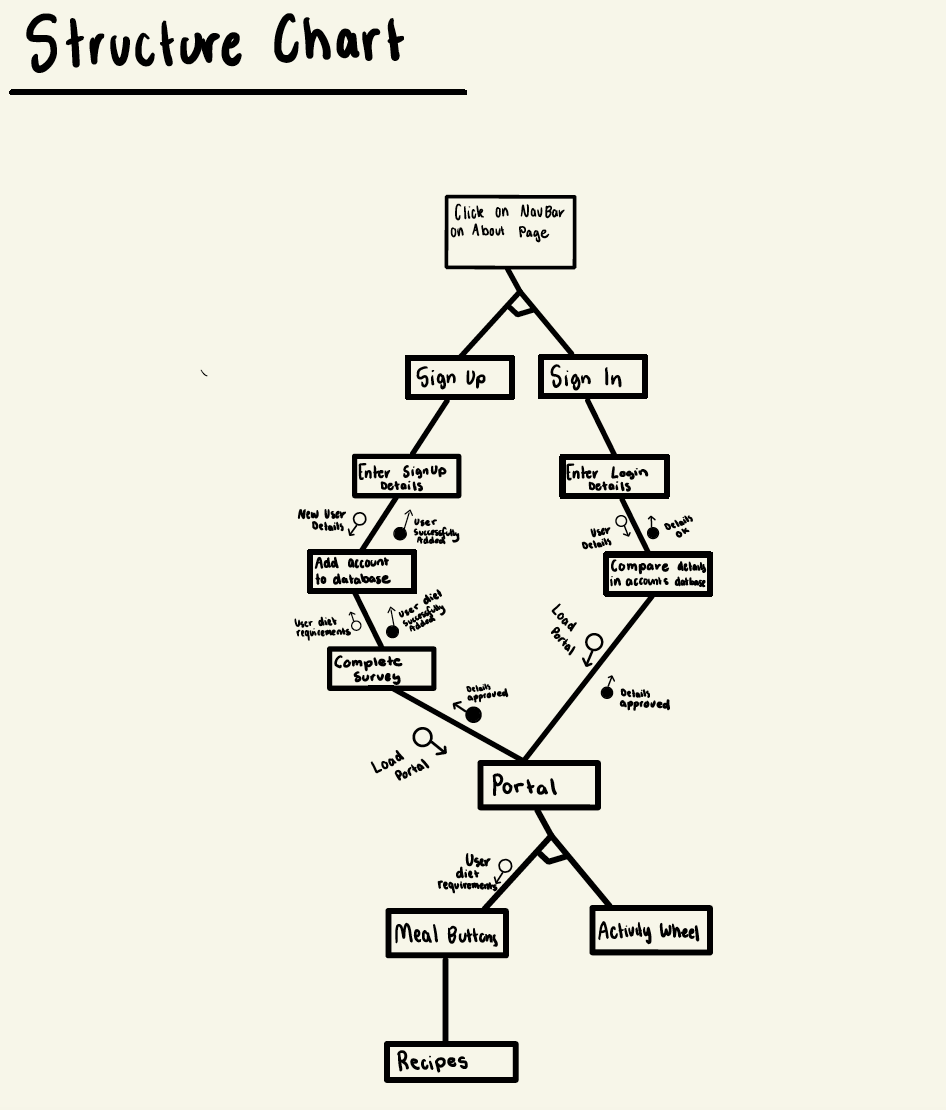 Structure Chart
Click on NavBar
on About Page
Sign Up
Sign In
Enter SignUp
Details
Enter Login
Details
New User
Details
User
Successfully
Added
User
Details
Details
OK
Add account
to database
Compare details
in accounts datbase
User diet
requirements
User diet
Successfully
Added
Load
Portal
Complete
Survey
Details
approved
Details
approved
Load
Portal
Portal
User
diet
requirements
Meal Buttons
Activity Wheel
Recipes